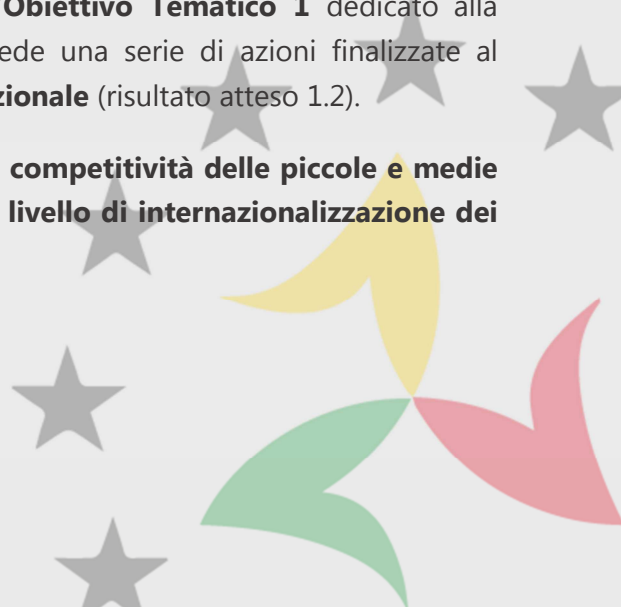 Obiettivo Tematico 1 dedicato alla
ede una serie di azioni finalizzate al
zionale (risultato atteso 1.2).
competitività delle piccole e medie
livello di internazionalizzazione dei